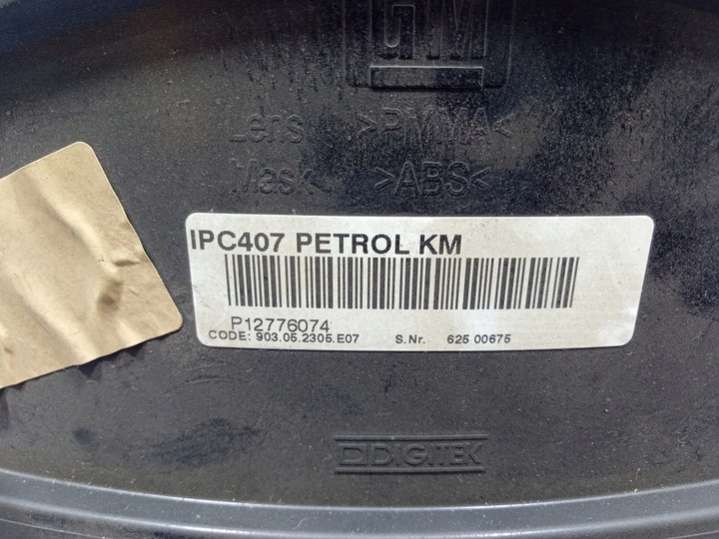 GM
Lens >PMMA<
Mask >ABS<
IPC407 PETROL KM
P12776074
CODE: 903.05.2305.E07 S.Nr. 625 00675
DIGITEK